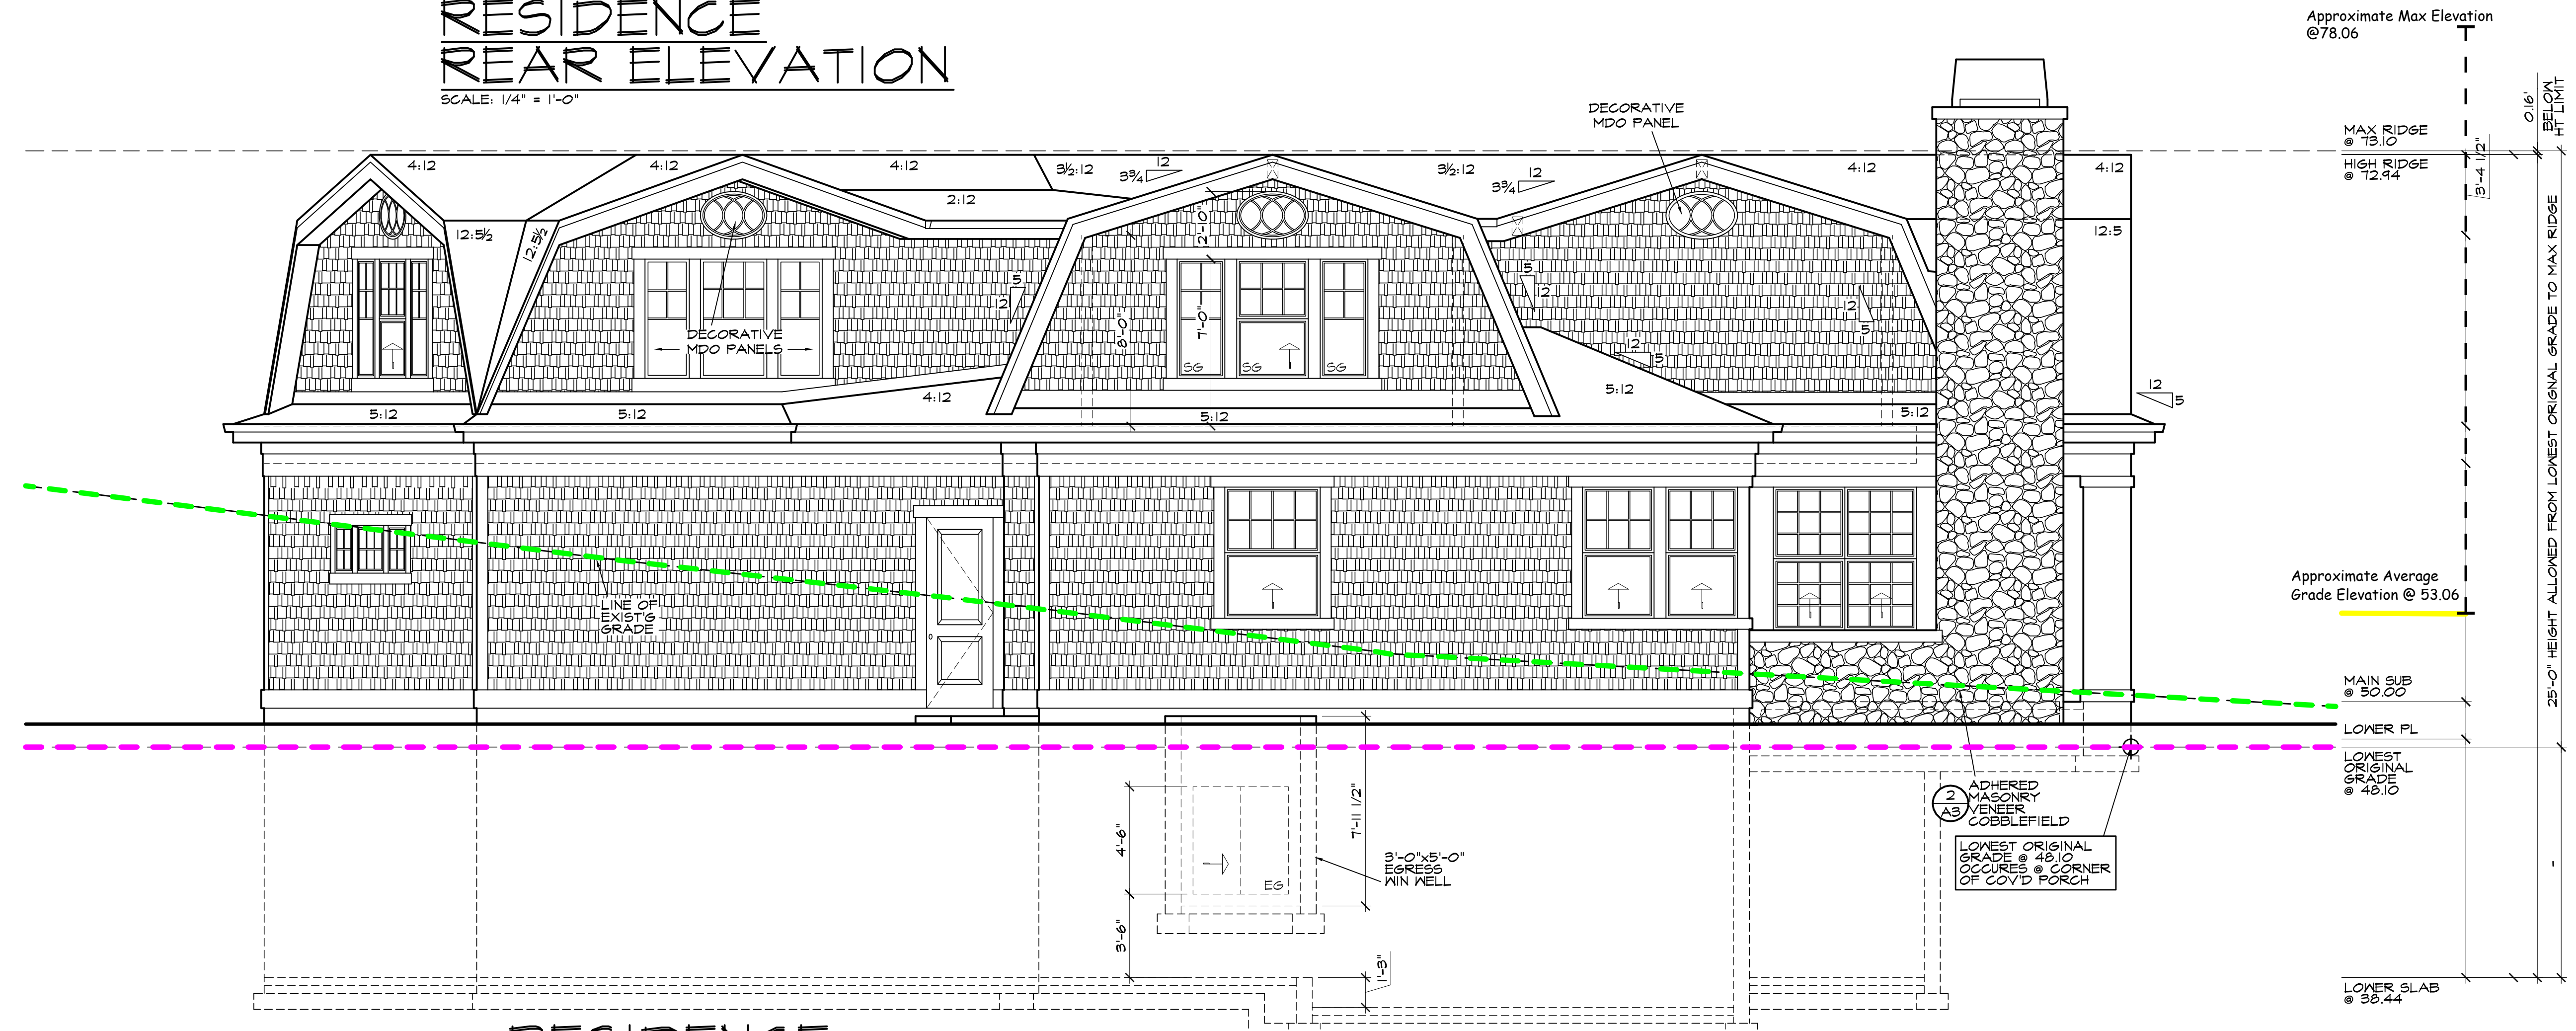 RESIDENCE
REAR ELEVATION
SCALE: 1/4" = 1'-0"
Approximate Max Elevation
@78.06
0.16'
BELOW
HT LIMIT
MAX RIDGE
@ 73.10
HIGH RIDGE
@ 72.94
3'-4 1/2"
25'-0" HEIGHT ALLOWED FROM LOWEST ORIGNAL GRADE TO MAX RIDGE
DECORATIVE
MDO PANEL
4:12
4:12
4:12
3½:12
12
3¾
3½:12
12
3¾
4:12
4:12
2:12
12:5½
12:5½
12:5
2'-0"
8'-0"
7'-0"
5
12
5
12
12
5
12
5
DECORATIVE
MDO PANELS
SG
SG
SG
5:12
5:12
4:12
5:12
5:12
5:12
12
5
LINE OF
EXIST'G
GRADE
Approximate Average
Grade Elevation @ 53.06
MAIN SUB
@ 50.00
LOWER PL
LOWEST
ORIGINAL
GRADE
@ 48.10
2
A3
ADHERED
MASONRY
VENEER
COBBLEFIELD
LOWEST ORIGINAL
GRADE @ 48.10
OCCURES @ CORNER
OF COV'D PORCH
4'-6"
7'-11 1/2"
3'-0"x5'-0"
EGRESS
WIN WELL
EG
3'-6"
1'-3"
LOWER SLAB
@ 38.44